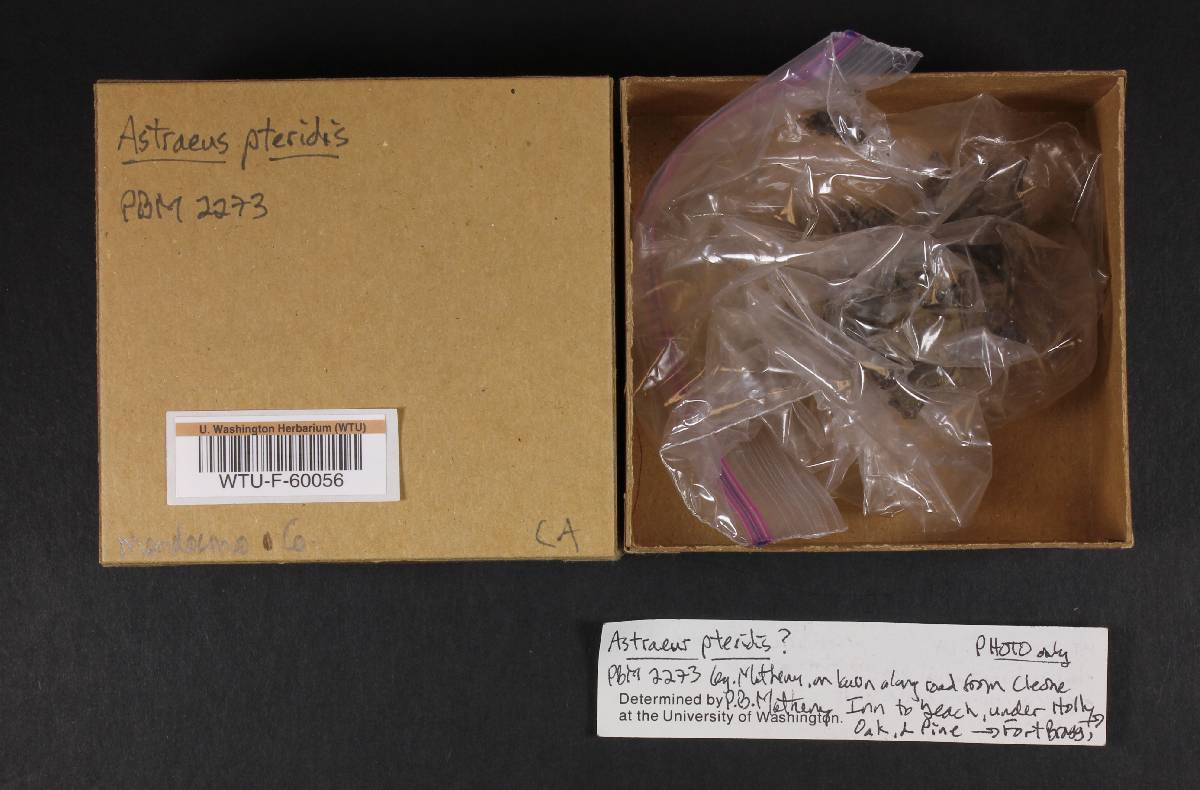 Astraeus pteridis
PBM 2273
U. Washington Herbarium (WTU)
WTU-F-60056
Mendocino Co. CA
Astraeus pteridis? PHOTO only
PBM 2273 leg. Matheny, on lawn along road from Cleone
Determined by P.B. Matheny Inn to beach, under Holly,
at the University of Washington. Oak, & Pine → Fort Bragg,